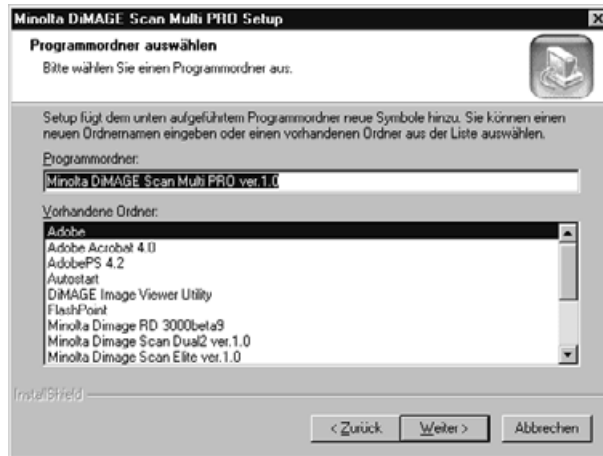 Minolta DiMAGE Scan Multi PRO Setup
Programmordner auswählen
Bitte wählen Sie einen Programmordner aus.
Setup fügt dem unten aufgeführtem Programmordner neue Symbole hinzu. Sie können einen
neuen Ordnernamen eingeben oder einen vorhandenen Ordner aus der Liste auswählen.
Programmordner:
Minolta DiMAGE Scan Multi PRO ver.1.0
Vorhandene Ordner:
Adobe
Adobe Acrobat 4.0
AdobePS 4.2
Autostart
DiMAGE Image Viewer Utility
FlashPoint
Minolta Dimage RD 3000beta9
Minolta Dimage Scan Dual2 ver.1.0
Minolta Dimage Scan Elite ver.1.0
InstallShield
< Zurück Weiter > Abbrechen